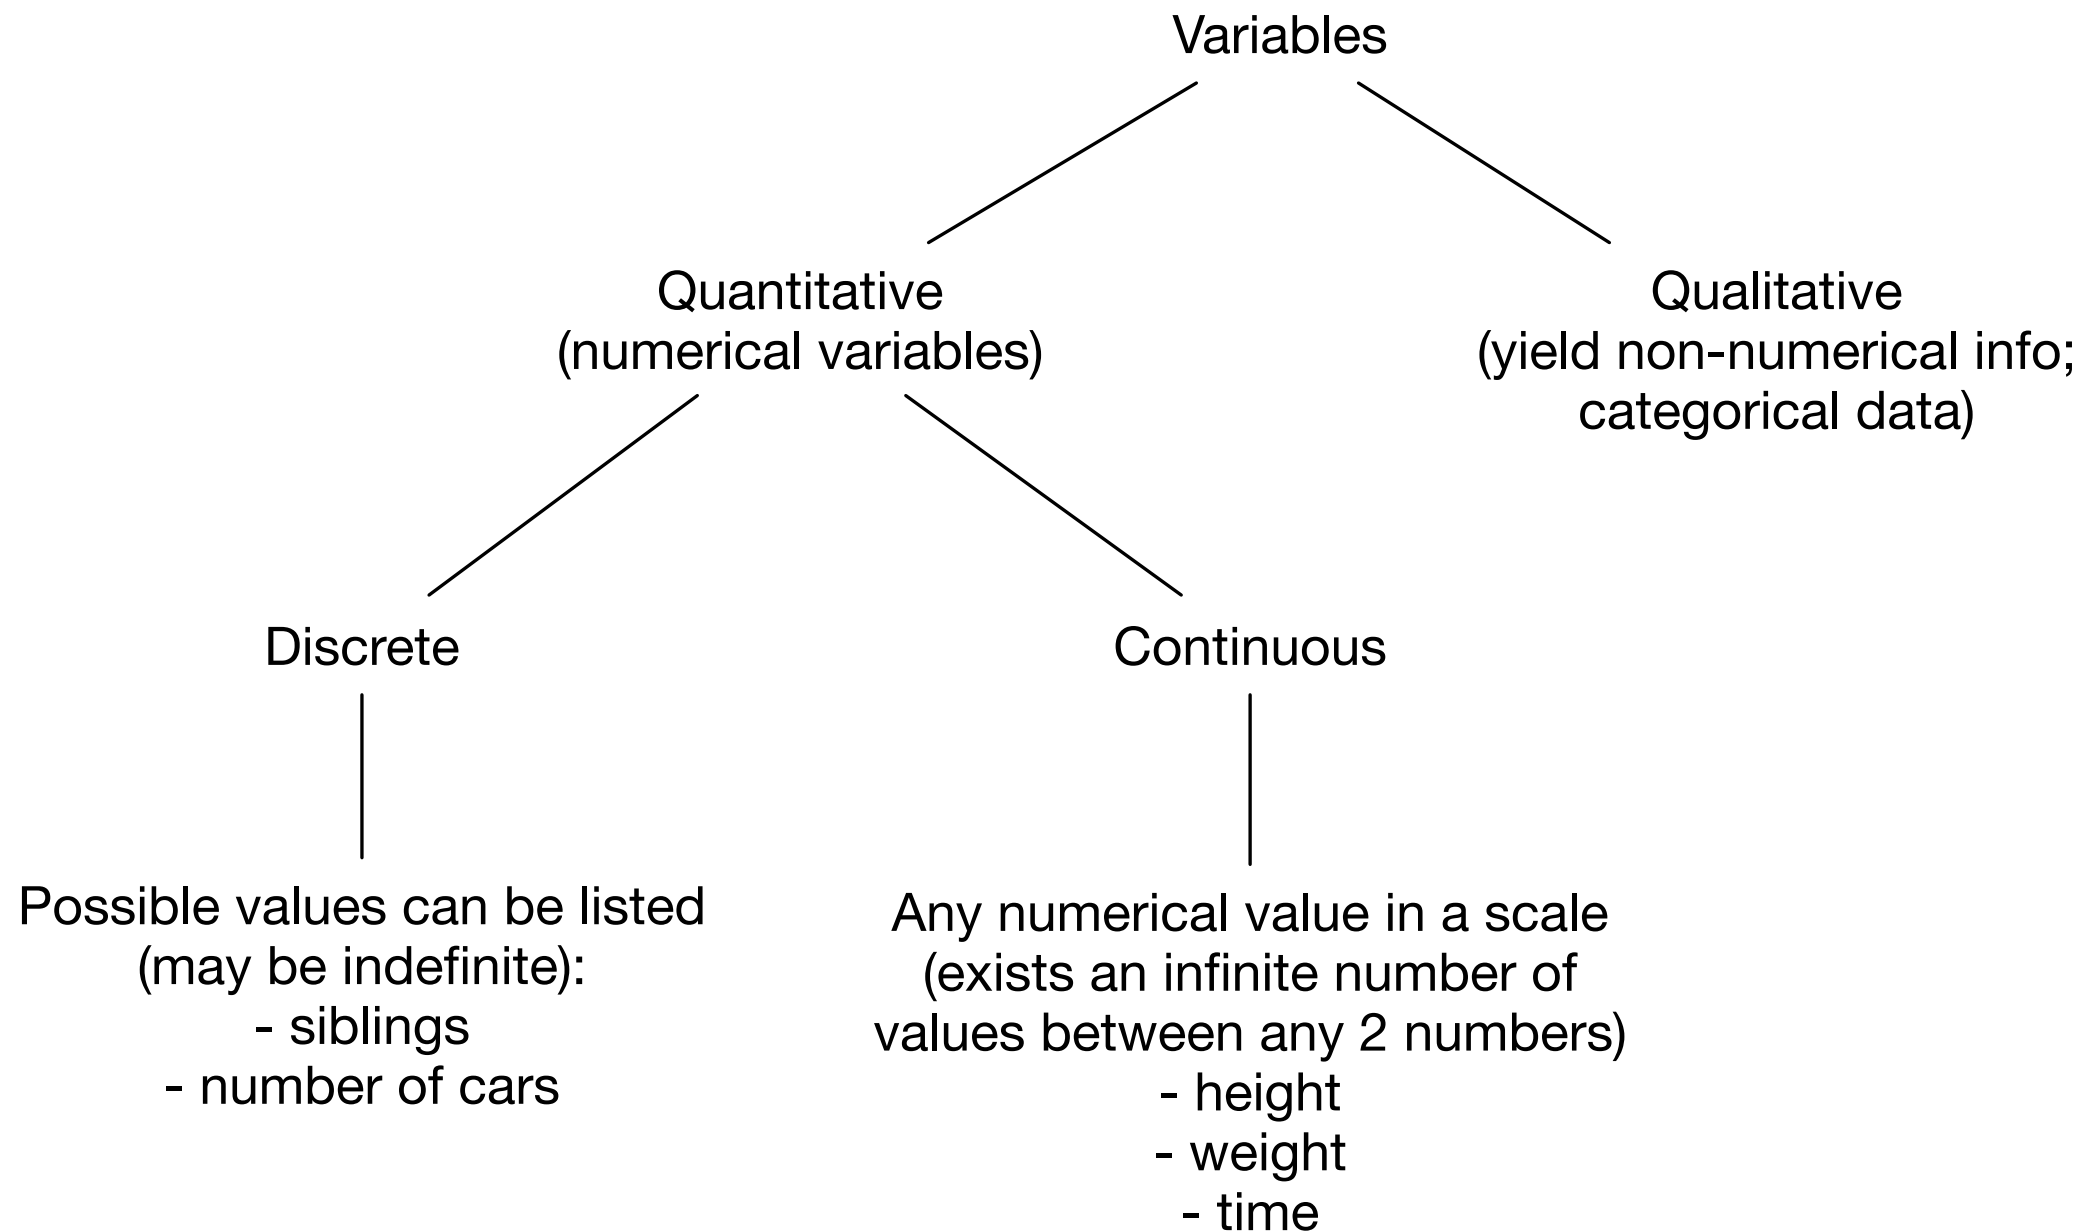 Variables
Quantitative
(numerical variables)
Qualitative
(yield non-numerical info;
categorical data)
Discrete
Continuous
Possible values can be listed
(may be indefinite):
- siblings
- number of cars
Any numerical value in a scale
(exists an infinite number of
values between any 2 numbers)
- height
- weight
- time